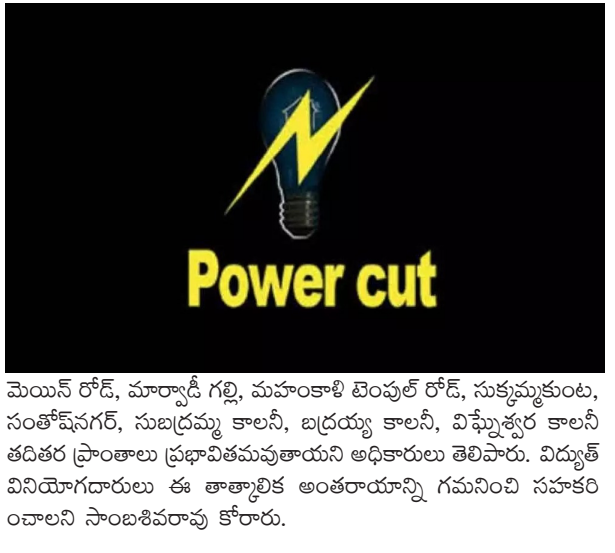 Power cut
మెయిన్ రోడ్, మార్వాడీ గల్లి, మహంకాళి టెంపుల్ రోడ్, సుక్కమ్మకుంట,
సంతోష్‌నగర్, సుబద్రమ్మ కాలనీ, బద్రయ్య కాలనీ, విఘ్నేశ్వర కాలనీ
తదితర ప్రాంతాలు ప్రభావితమవుతాయని అధికారులు తెలిపారు. విద్యుత్
వినియోగదారులు ఈ తాత్కాలిక అంతరాయాన్ని గమనించి సహకరి
ంచాలని సాంబశివరావు కోరారు.